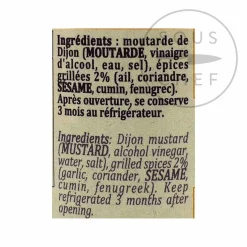 Ingrédients : moutarde de
Dijon (MOUTARDE, vinaigre
d'alcool, eau, sel), épices
grillées 2% (ail, coriandre,
SESAME, cumin, fenugrec).
Après ouverture, se conserve
3 mois au réfrigérateur.
Ingredients: Dijon mustard
(MUSTARD, alcohol vinegar,
water, salt), grilled spices 2%
(garlic, coriander, SESAME,
cumin, fenugreek). Keep
refrigerated 3 months after
opening.